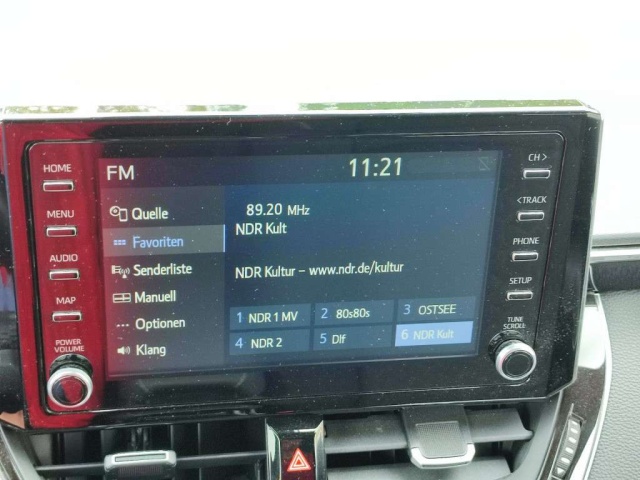 HOME
MENU
AUDIO
MAP
POWER
VOLUME
FM 11:21
Quelle
Favoriten
Senderliste
Manuell
Optionen
Klang
89.20 MHz
NDR Kult
NDR Kultur – www.ndr.de/kultur
1 NDR 1 MV 2 80s80s 3 OSTSEE
4 NDR 2 5 Dlf 6 NDR Kult
CH >
< TRACK
PHONE
SETUP
TUNE
SCROLL